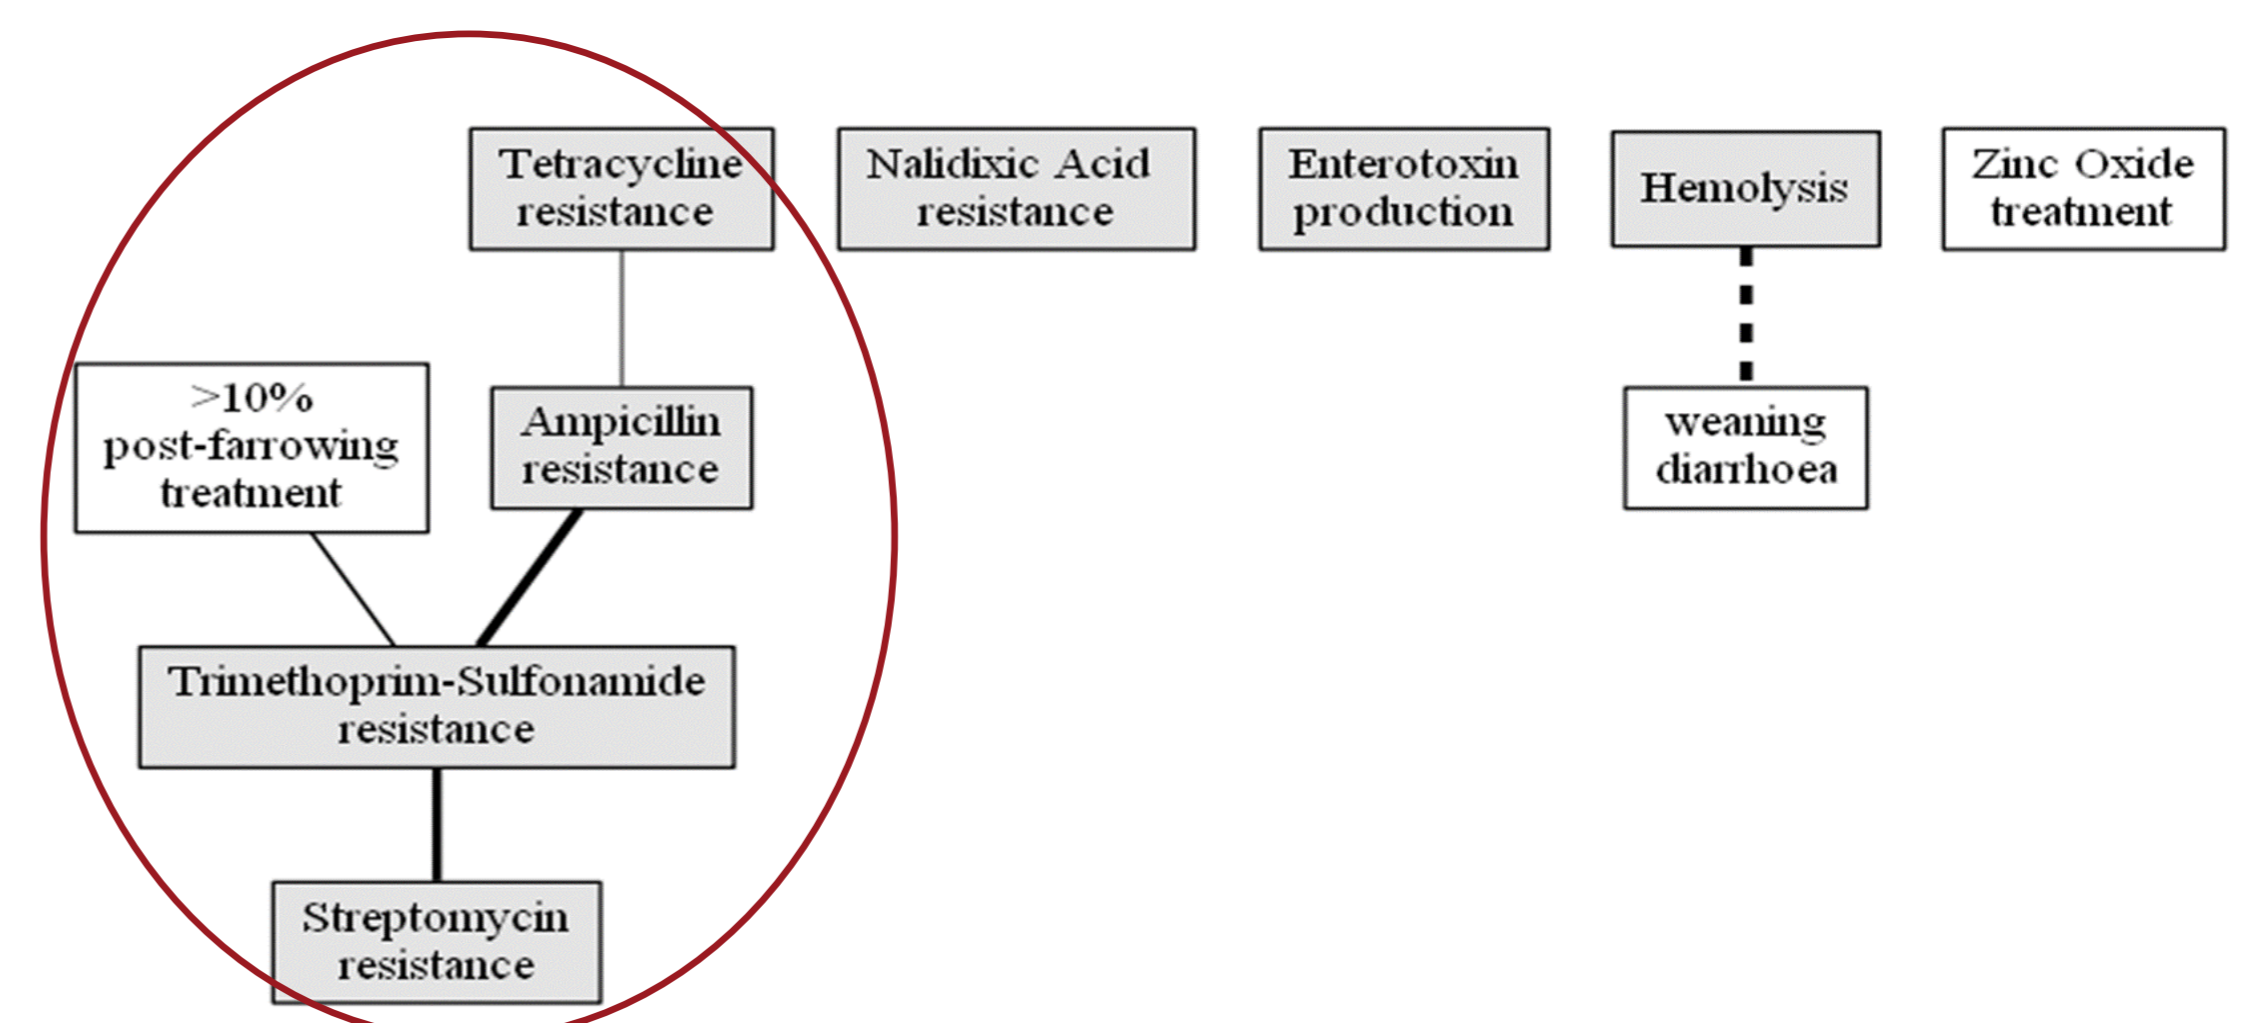 Tetracycline
resistance
Nalidixic Acid
resistance
Enterotoxin
production
Hemolysis
Zinc Oxide
treatment
>10%
post-farrowing
treatment
Ampicillin
resistance
weaning
diarrhoea
Trimethoprim-Sulfonamide
resistance
Streptomycin
resistance